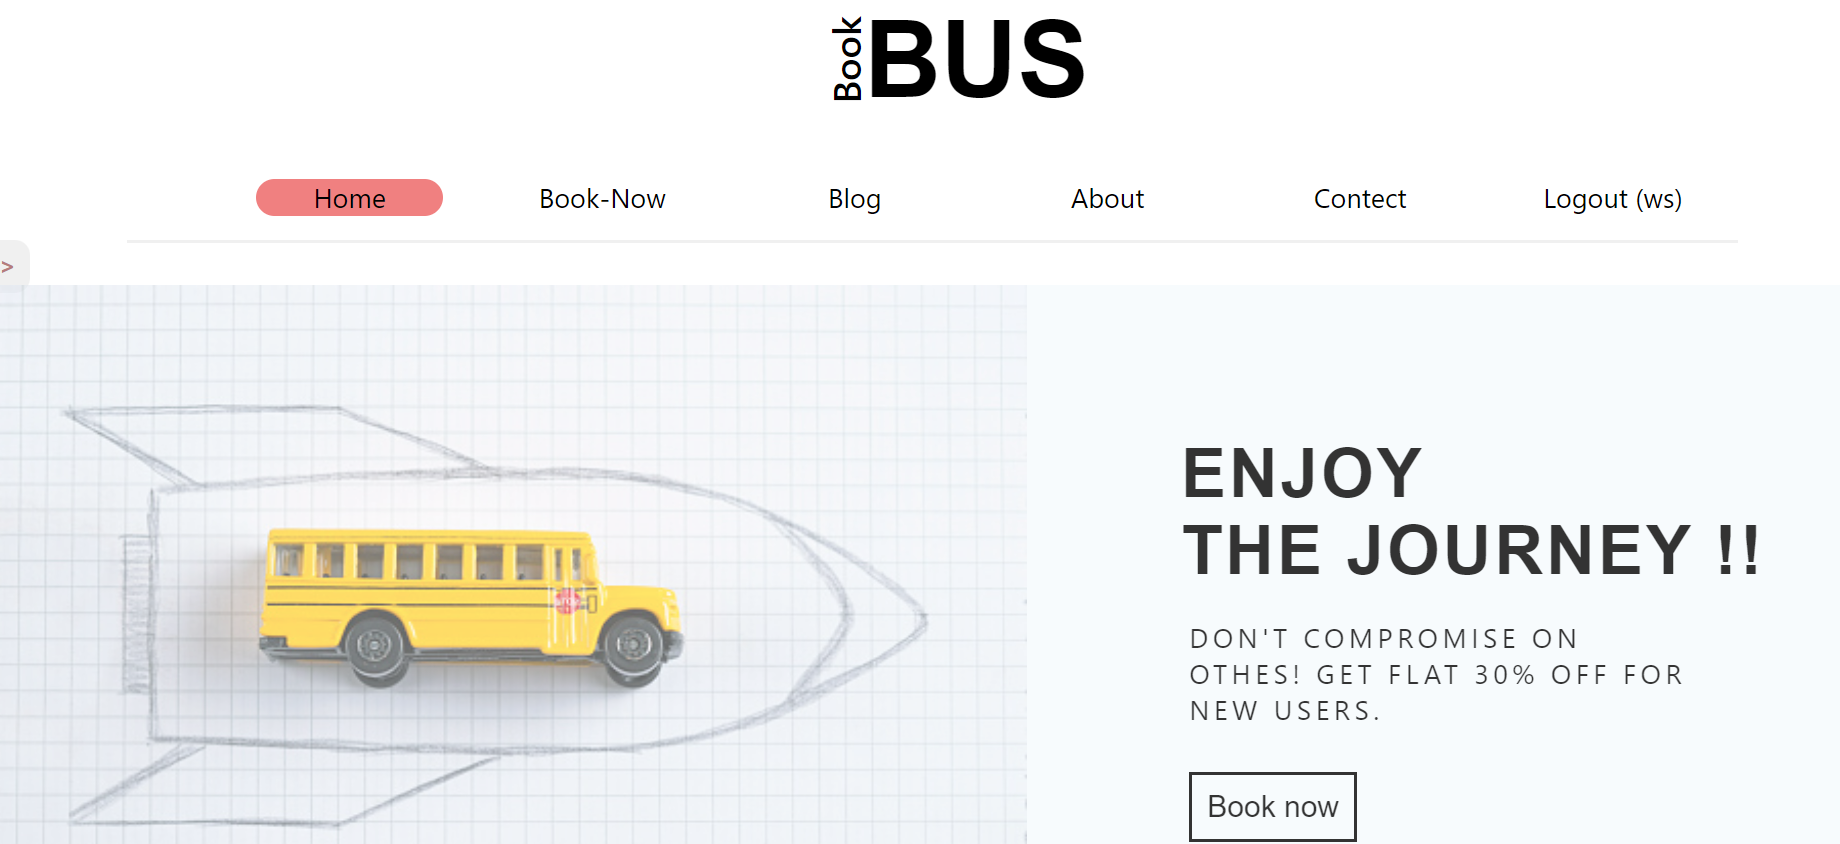 Book
BUS
Home Book-Now Blog About Contect Logout (ws)
>
ENJOY
THE JOURNEY !!
DON'T COMPROMISE ON
OTHES! GET FLAT 30% OFF FOR
NEW USERS.
Book now